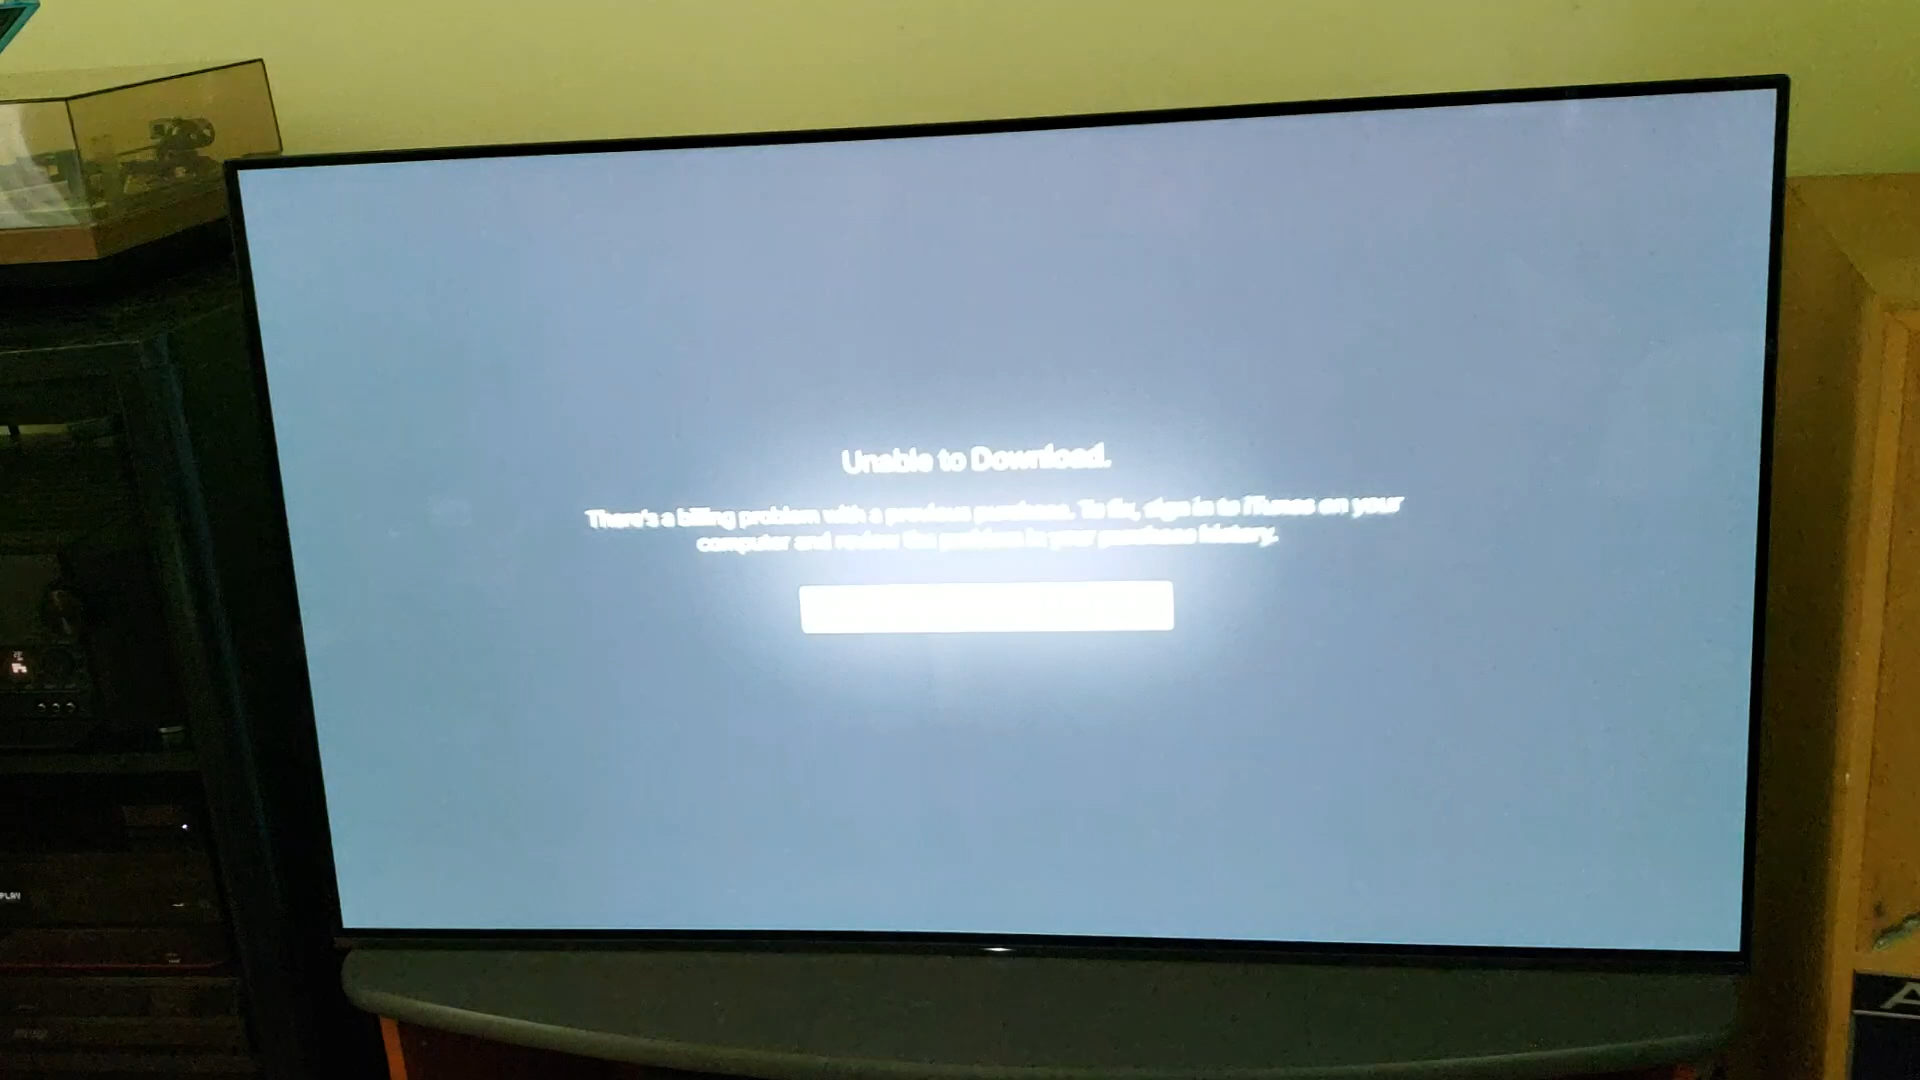 Unable to Download.
There's a billing problem with a previous purchase. To fix, sign in to iTunes on your
computer and review the problem in your purchase history.
PLAY
A